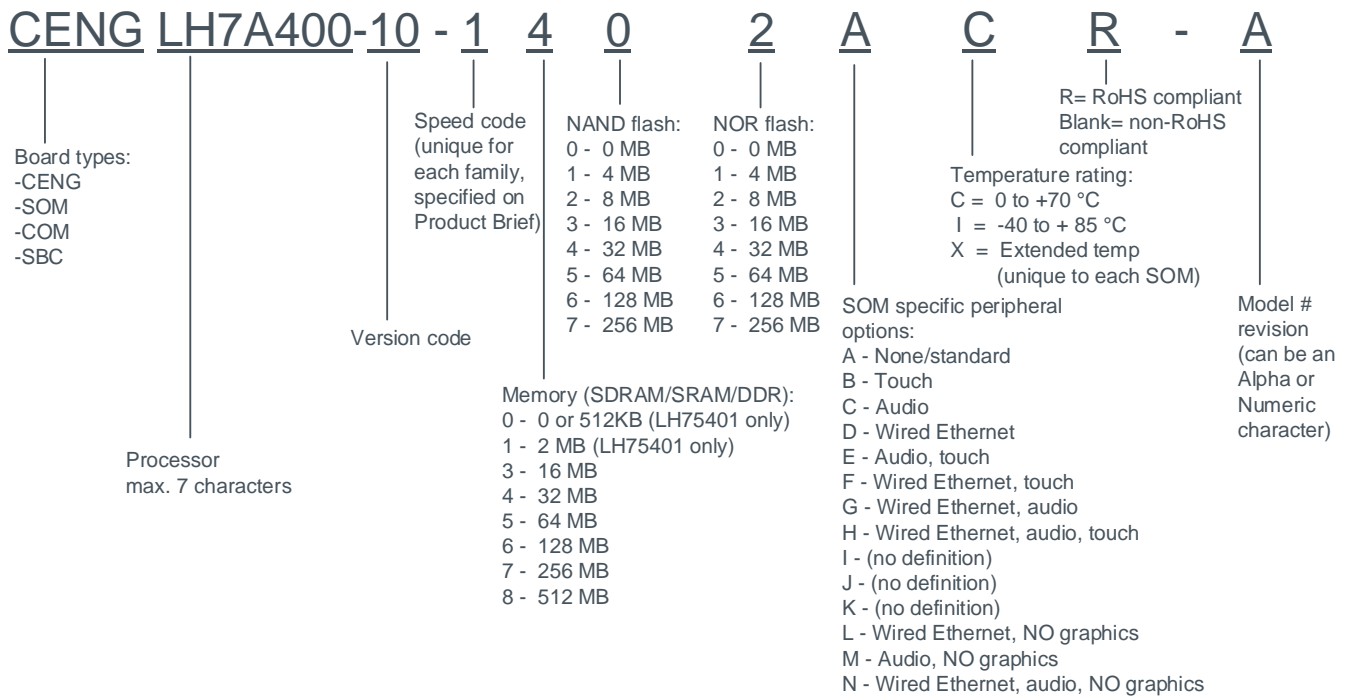 CENG LH7A400-10 - 1 4 0 2 A C R - A
Board types:
-CENG
-SOM
-COM
-SBC
Processor
max. 7 characters
Version code
Speed code
(unique for
each family,
specified on
Product Brief)
Memory (SDRAM/SRAM/DDR):
0 - 0 or 512KB (LH75401 only)
1 - 2 MB (LH75401 only)
3 - 16 MB
4 - 32 MB
5 - 64 MB
6 - 128 MB
7 - 256 MB
8 - 512 MB
NAND flash:
0 - 0 MB
1 - 4 MB
2 - 8 MB
3 - 16 MB
4 - 32 MB
5 - 64 MB
6 - 128 MB
7 - 256 MB
NOR flash:
0 - 0 MB
1 - 4 MB
2 - 8 MB
3 - 16 MB
4 - 32 MB
5 - 64 MB
6 - 128 MB
7 - 256 MB
SOM specific peripheral
options:
A - None/standard
B - Touch
C - Audio
D - Wired Ethernet
E - Audio, touch
F - Wired Ethernet, touch
G - Wired Ethernet, audio
H - Wired Ethernet, audio, touch
I - (no definition)
J - (no definition)
K - (no definition)
L - Wired Ethernet, NO graphics
M - Audio, NO graphics
N - Wired Ethernet, audio, NO graphics
Temperature rating:
C = 0 to +70 °C
I = -40 to + 85 °C
X = Extended temp
(unique to each SOM)
R= RoHS compliant
Blank= non-RoHS
compliant
Model #
revision
(can be an
Alpha or
Numeric
character)